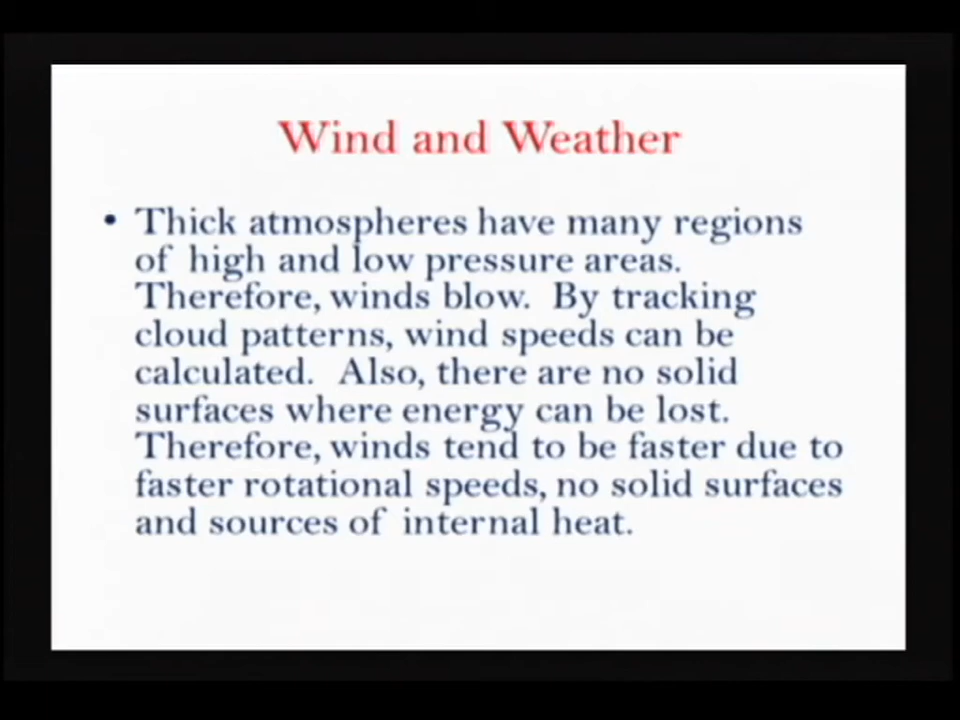 Wind and Weather
• Thick atmospheres have many regions
of high and low pressure areas.
Therefore, winds blow. By tracking
cloud patterns, wind speeds can be
calculated. Also, there are no solid
surfaces where energy can be lost.
Therefore, winds tend to be faster due to
faster rotational speeds, no solid surfaces
and sources of internal heat.